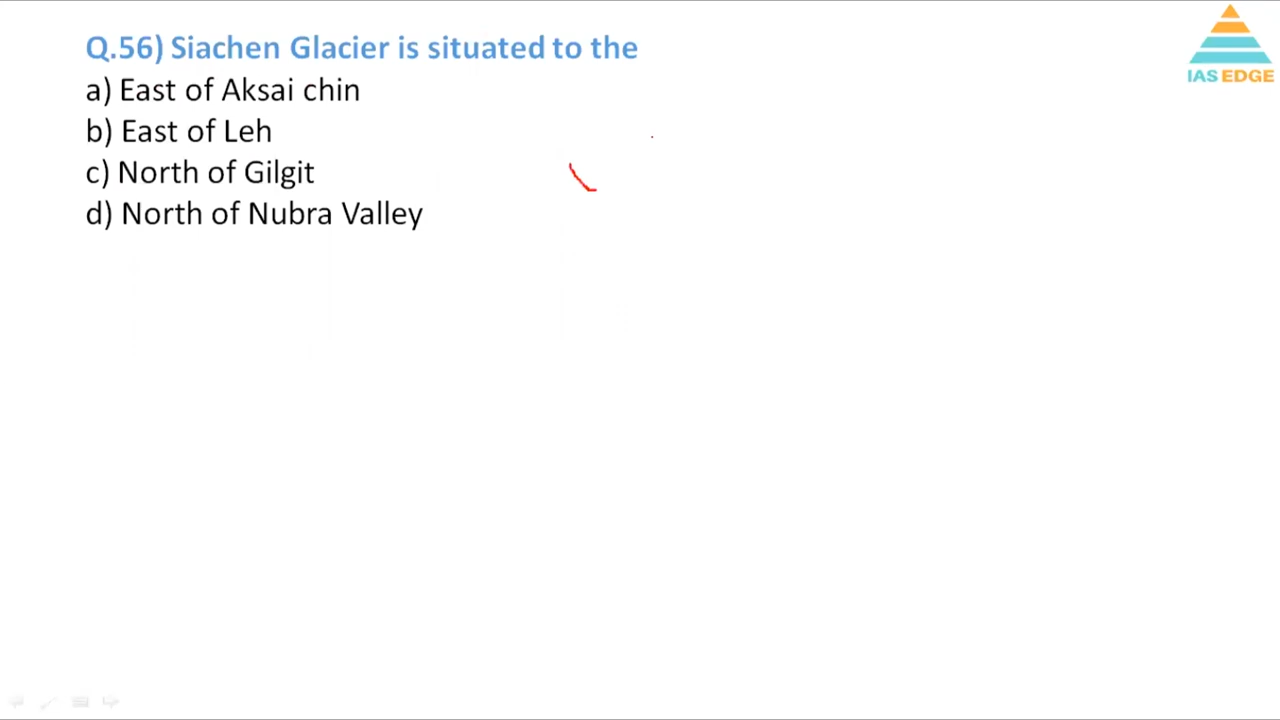 Q.56) Siachen Glacier is situated to the
a) East of Aksai chin
b) East of Leh
c) North of Gilgit
d) North of Nubra Valley
IAS EDGE